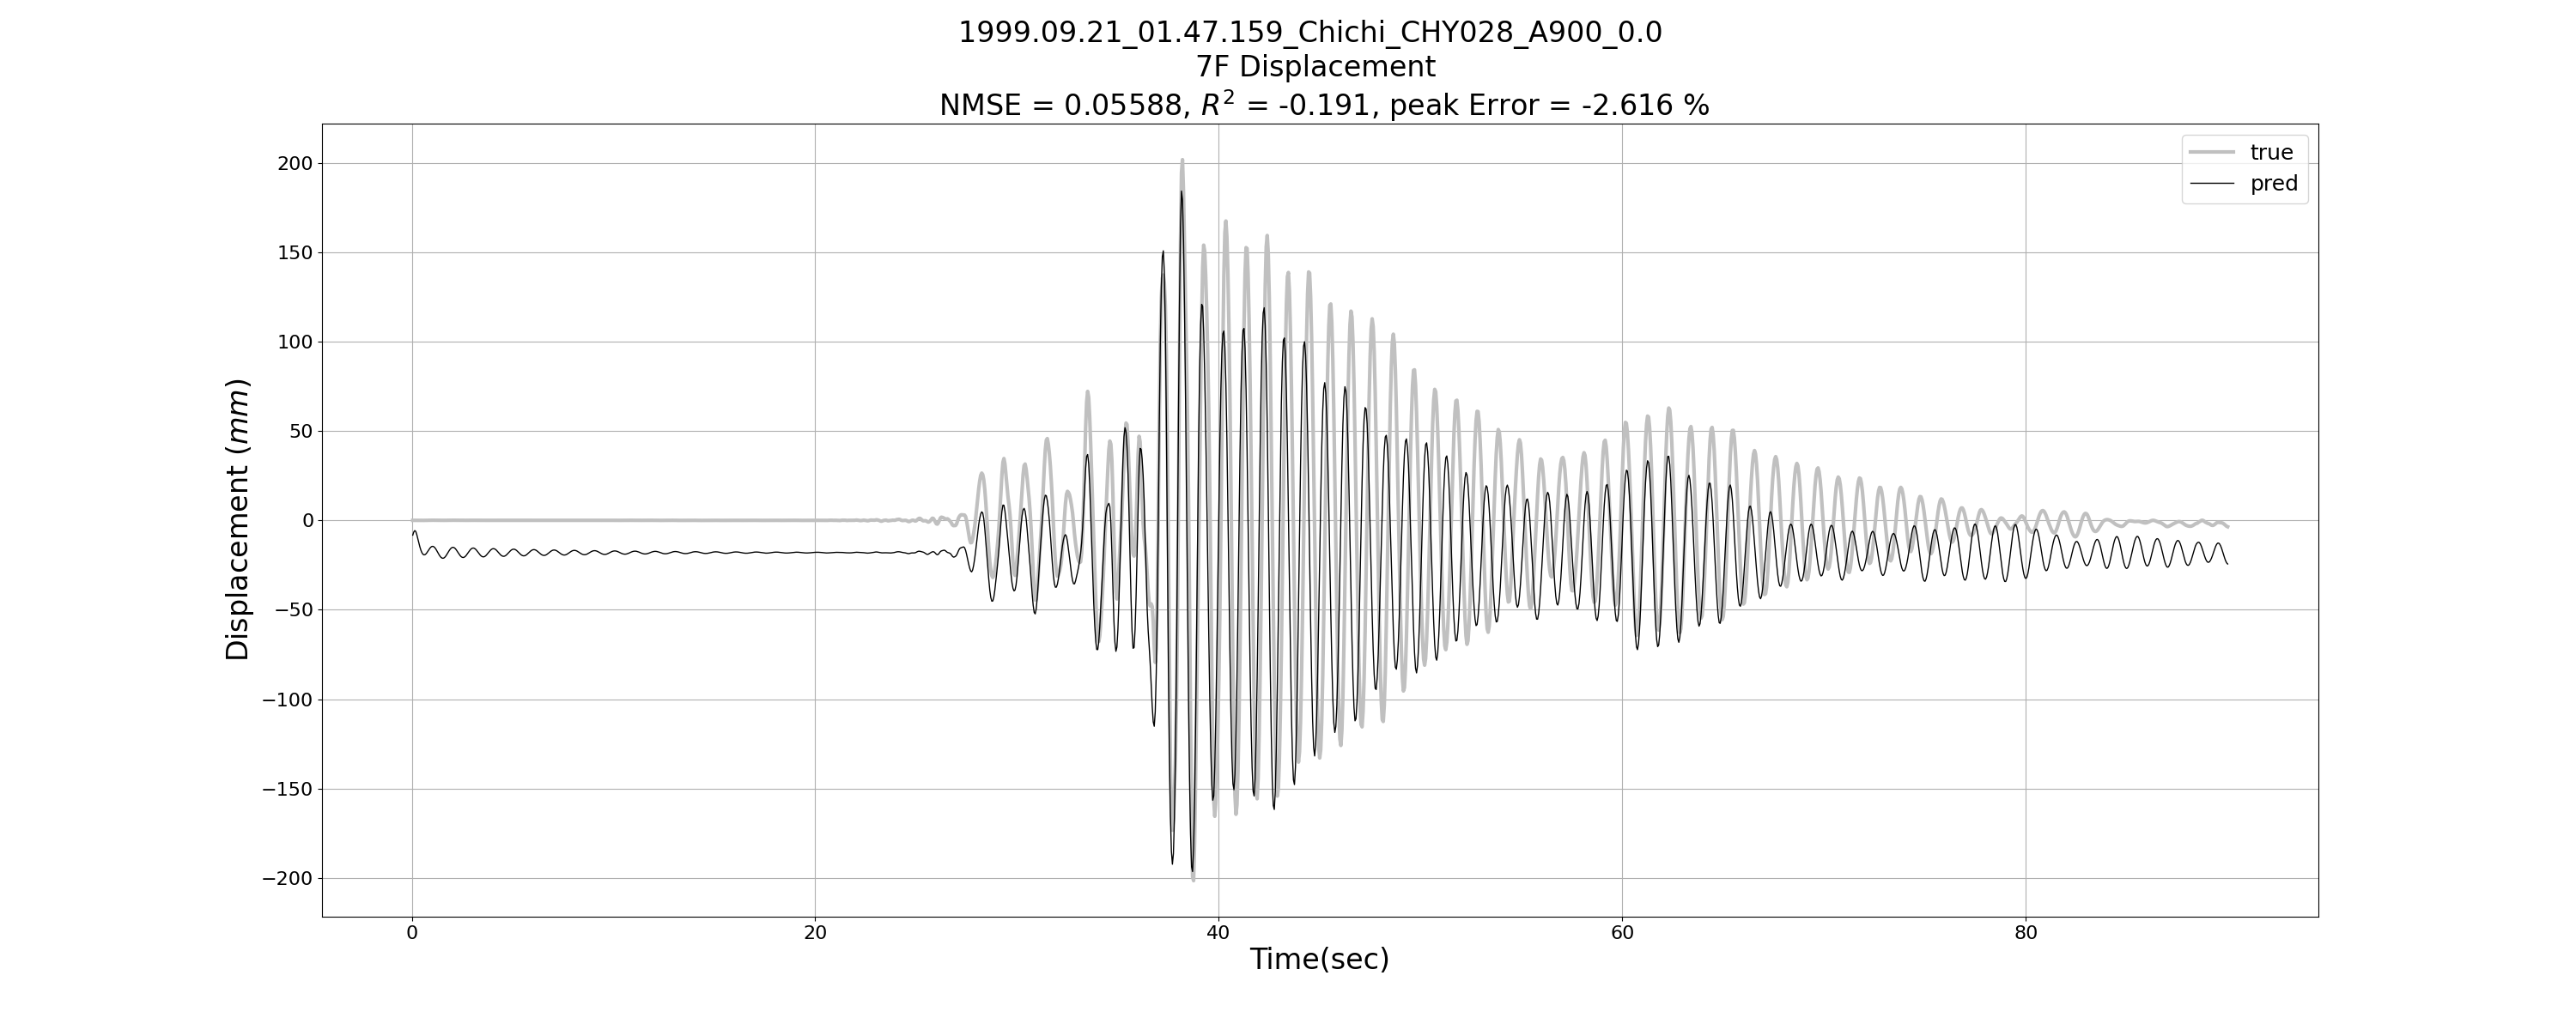 1999.09.21_01.47.159_Chichi_CHY028_A900_0.0
7F Displacement
NMSE = 0.05588, R² = -0.191, peak Error = -2.616 %
true
pred
Displacement (mm)
200
150
100
50
0
−50
−100
−150
−200
0 20 40 60 80
Time(sec)